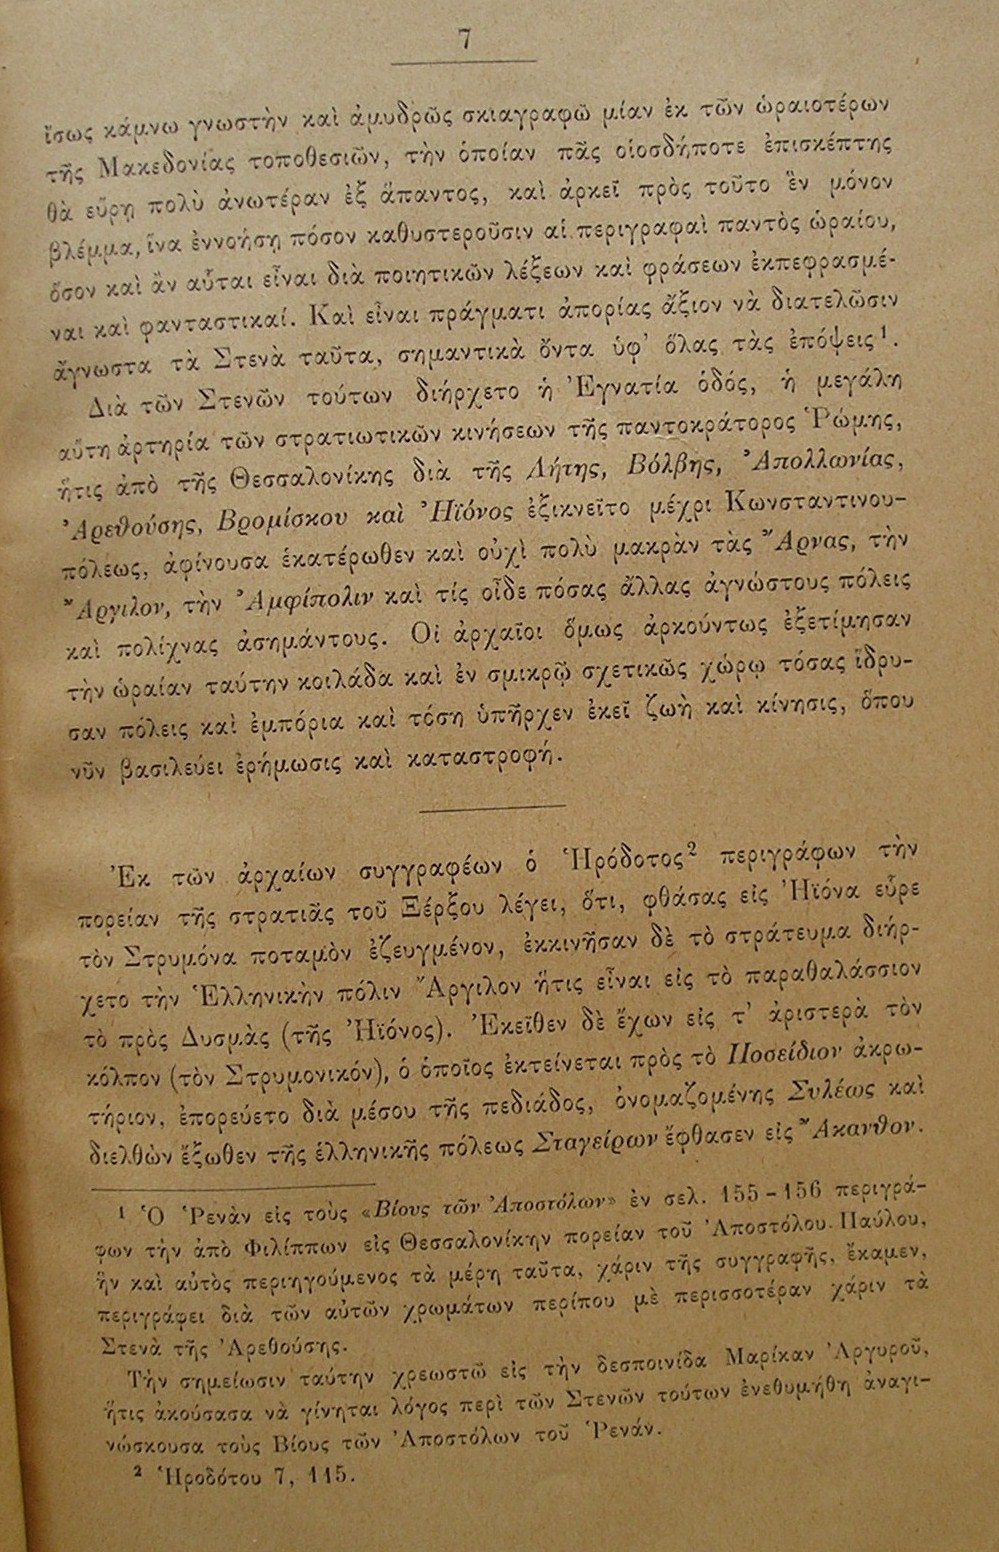 7
ἴσως κάμνω γνωστὴν καὶ ἀμυδρῶς σκιαγραφῶ μίαν ἐκ τῶν ὡραιοτέρων
τῆς Μακεδονίας τοποθεσιῶν, τὴν ὁποίαν πᾶς οἱοσδήποτε ἐπισκέπτης
θὰ εὕρῃ πολὺ ἀνωτέραν ἐξ ἅπαντος, καὶ ἀρκεῖ πρὸς τοῦτο ἓν μόνον
βλέμμα, ἵνα ἐννοήσῃ πόσον καθυστεροῦσιν αἱ περιγραφαὶ παντὸς ὡραίου,
ὅσον καὶ ἂν αὗται εἶναι διὰ ποιητικῶν λέξεων καὶ φράσεων ἐκπεφρασμέ-
ναι καὶ φανταστικαί. Καὶ εἶναι πράγματι ἀπορίας ἄξιον νὰ διατελῶσιν
ἄγνωστα τὰ Στενὰ ταῦτα, σημαντικὰ ὄντα ὑφ' ὅλας τὰς ἐπόψεις¹.
Διὰ τῶν Στενῶν τούτων διήρχετο ἡ Ἐγνατία ὁδός, ἡ μεγάλη
αὕτη ἀρτηρία τῶν στρατιωτικῶν κινήσεων τῆς παντοκράτορος Ῥώμης,
ἥτις ἀπὸ τῆς Θεσσαλονίκης διὰ τῆς Λήτης, Βόλβης, Ἀπολλωνίας,
Ἀρεθούσης, Βρομίσκου καὶ Ἠϊόνος ἐξικνεῖτο μέχρι Κωνσταντινου-
πόλεως, ἀφίνουσα ἑκατέρωθεν καὶ οὐχὶ πολὺ μακρὰν τὰς Ἄρνας, τὴν
Ἄργιλον, τὴν Ἀμφίπολιν καὶ τίς οἶδε πόσας ἄλλας ἀγνώστους πόλεις
καὶ πολίχνας ἀσημάντους. Οἱ ἀρχαῖοι ὅμως ἀρκούντως ἐξετίμησαν
τὴν ὡραίαν ταύτην κοιλάδα καὶ ἐν σμικρῷ σχετικῶς χώρῳ τόσας ἵδρυ-
σαν πόλεις καὶ ἐμπόρια καὶ τόση ὑπῆρχεν ἐκεῖ ζωὴ καὶ κίνησις, ὅπου
νῦν βασιλεύει ἐρήμωσις καὶ καταστροφή.
Ἐκ τῶν ἀρχαίων συγγραφέων ὁ Ἡρόδοτος² περιγράφων τὴν
πορείαν τῆς στρατιᾶς τοῦ Ξέρξου λέγει, ὅτι, φθάσας εἰς Ἠϊόνα εὗρε
τὸν Στρυμόνα ποταμὸν ἐζευγμένον, ἐκκινῆσαν δὲ τὸ στράτευμα διήρ-
χετο τὴν Ἑλληνικὴν πόλιν Ἄργιλον ἥτις εἶναι εἰς τὸ παραθαλάσσιον
τὸ πρὸς Δυσμὰς (τῆς Ἠϊόνος). Ἐκεῖθεν δὲ ἔχων εἰς τ' ἀριστερὰ τὸν
κόλπον (τὸν Στρυμονικόν), ὁ ὁποῖος ἐκτείνεται πρὸς τὸ Ποσείδιον ἀκρω-
τήριον, ἐπορεύετο διὰ μέσου τῆς πεδιάδος, ὀνομαζομένης Συλέως καὶ
διελθὼν ἔξωθεν τῆς ἑλληνικῆς πόλεως Σταγείρων ἔφθασεν εἰς Ἄκανθον.
¹ Ὁ Ῥενὰν εἰς τοὺς «Βίους τῶν Ἀποστόλων» ἐν σελ. 155-156 περιγρά-
φων τὴν ἀπὸ Φιλίππων εἰς Θεσσαλονίκην πορείαν τοῦ Ἀποστόλου Παύλου,
ἣν καὶ αὐτὸς περιηγούμενος τὰ μέρη ταῦτα, χάριν τῆς συγγραφῆς, ἔκαμεν,
περιγράφει διὰ τῶν αὐτῶν χρωμάτων περίπου μὲ περισσοτέραν χάριν τὰ
Στενὰ τῆς Ἀρεθούσης.
Τὴν σημείωσιν ταύτην χρεωστῶ εἰς τὴν δεσποινίδα Μαρίκαν Ἀργυροῦ,
ἥτις ἀκούσασα νὰ γίνηται λόγος περὶ τῶν Στενῶν τούτων ἐνεθυμήθη ἀναγι-
νώσκουσα τοὺς Βίους τῶν Ἀποστόλων τοῦ Ῥενάν.
² Ἡροδότου 7, 115.